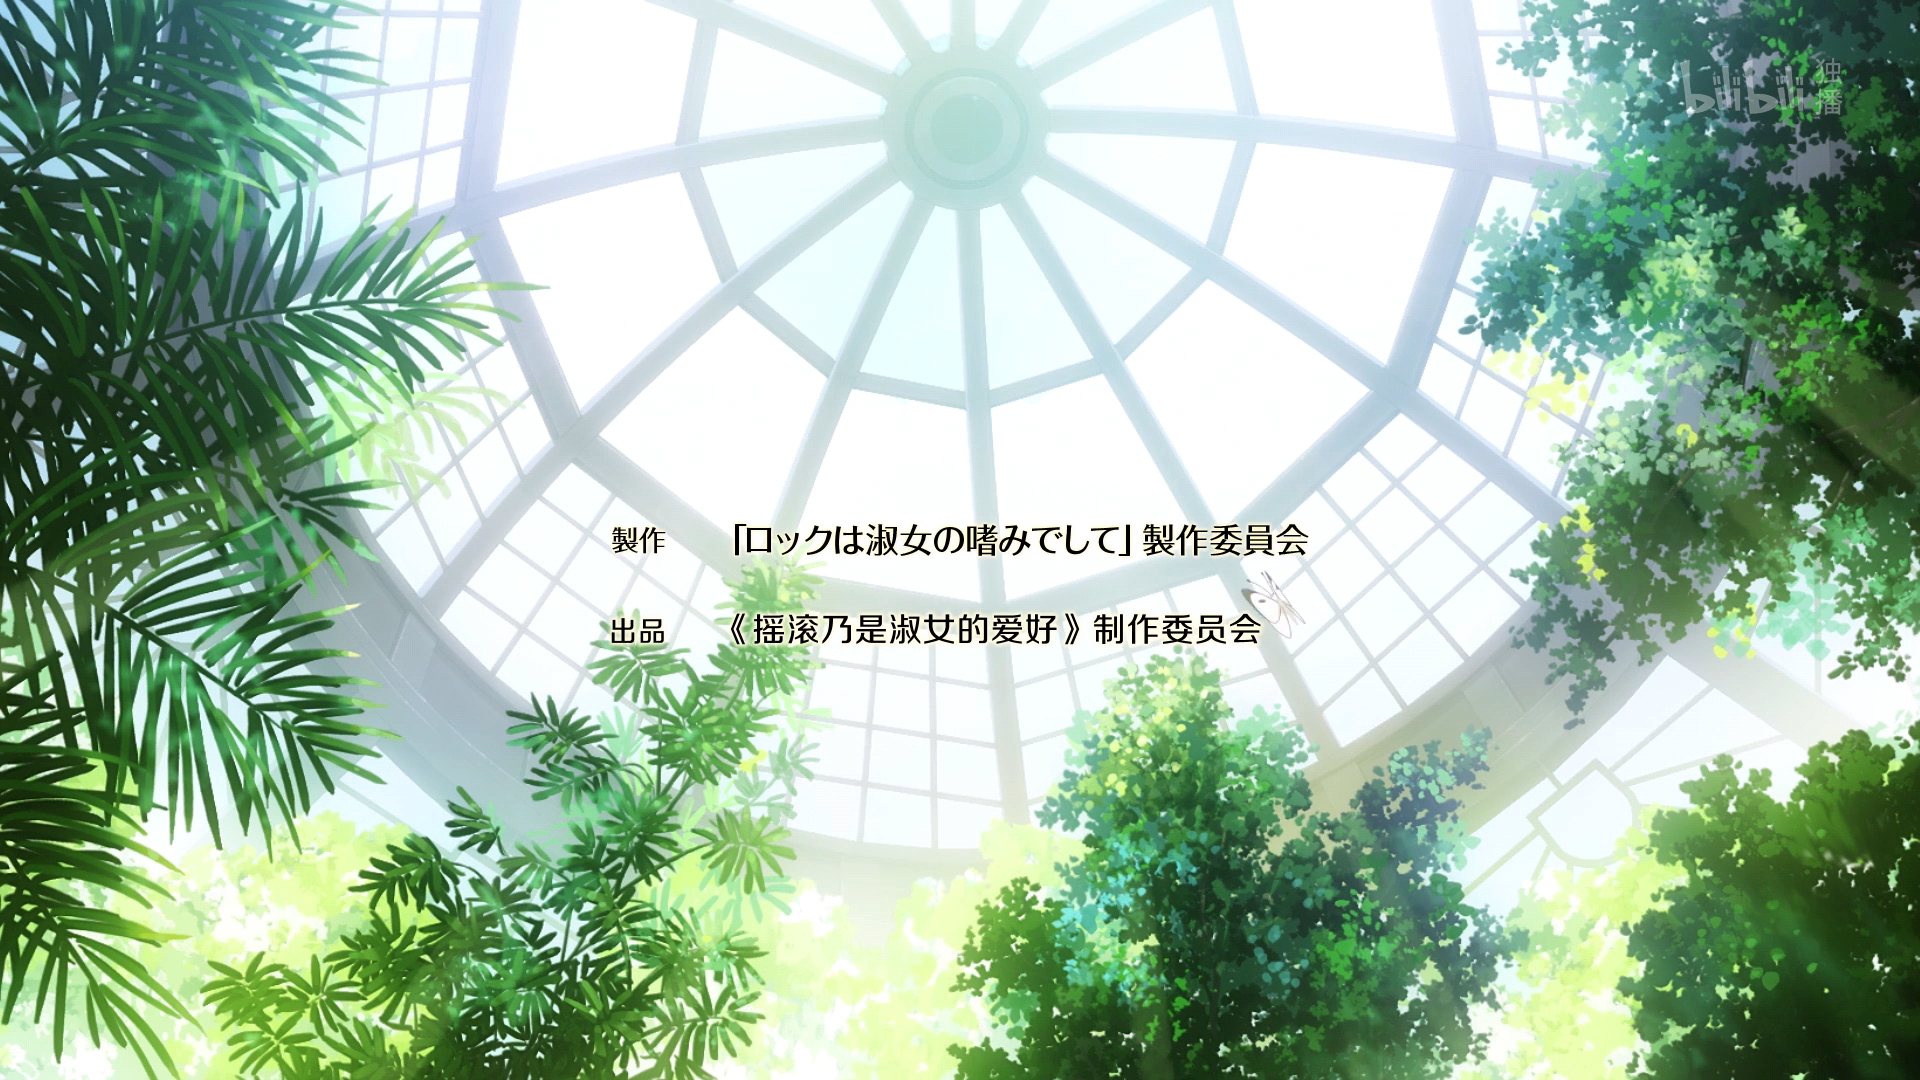 bilibili 独播
製作 「ロックは淑女の嗜みでして」製作委員会
出品 《摇滚乃是淑女的爱好》制作委员会